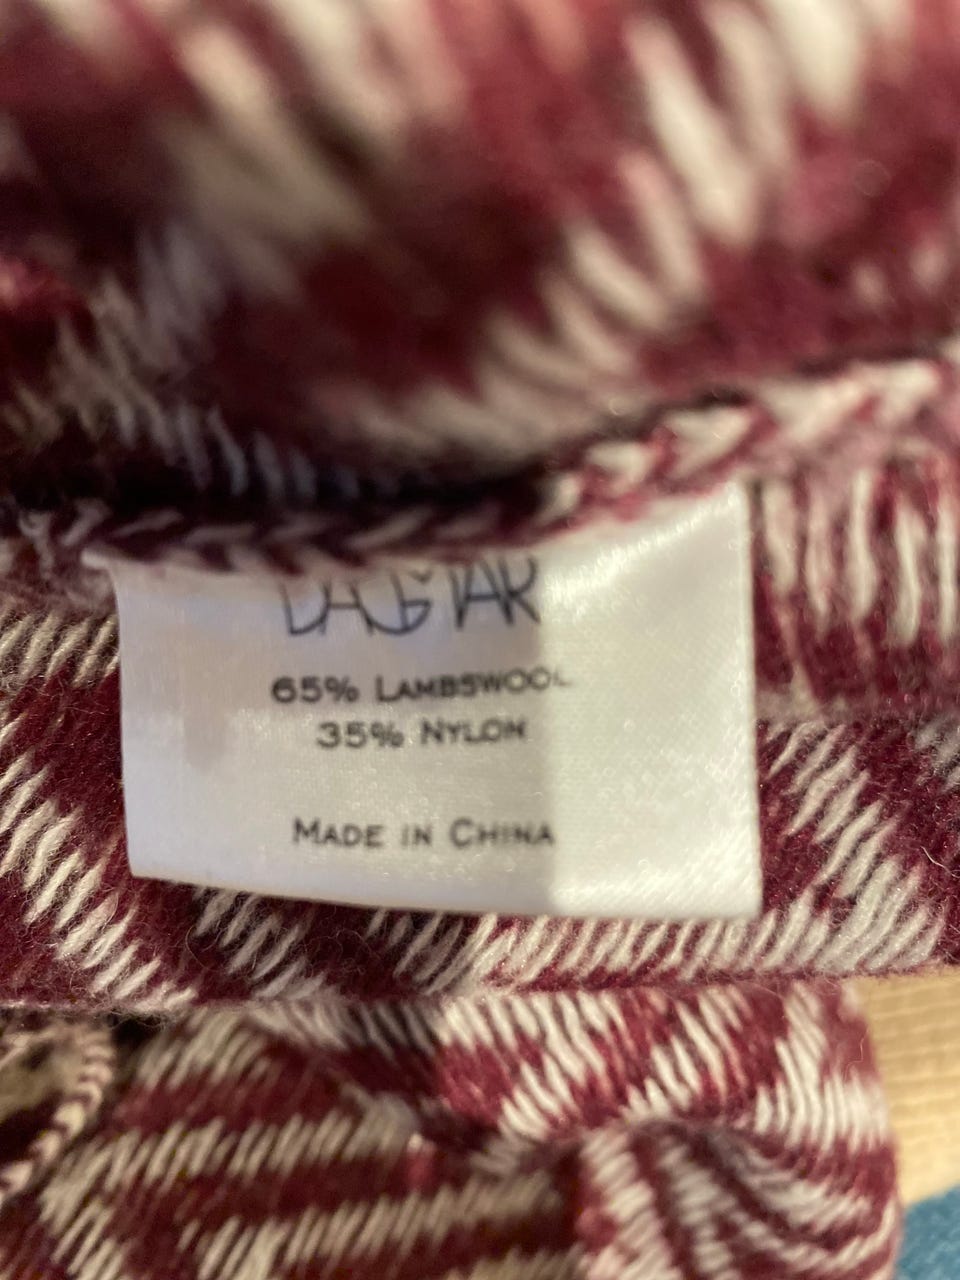 DAGMAR
65% LAMBSWOOL
35% NYLON
MADE IN CHINA